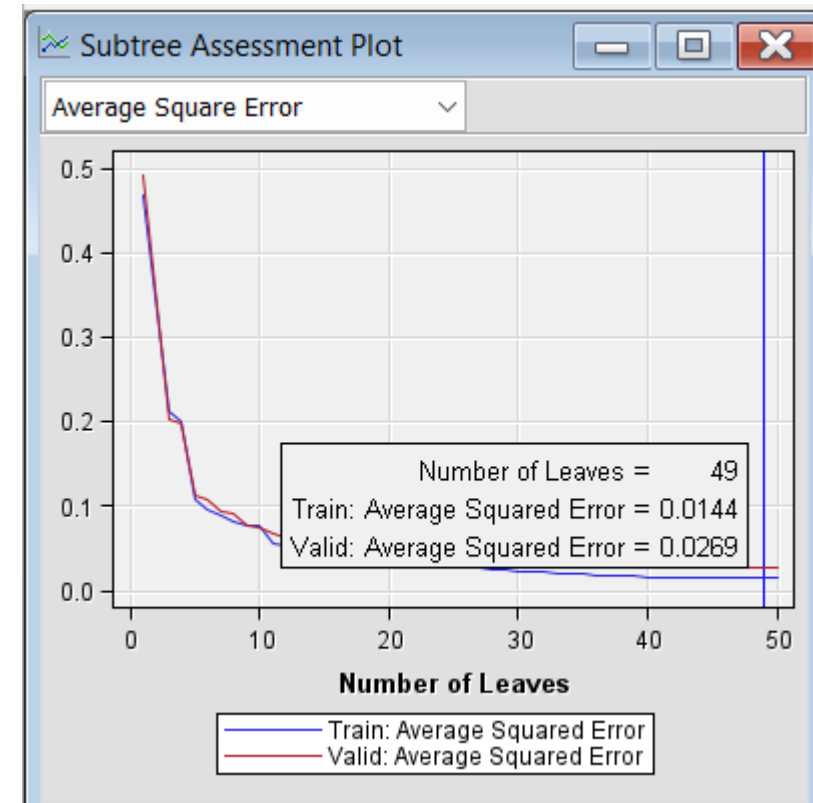 Subtree Assessment Plot
Average Square Error
0.5
0.4
0.3
0.2
0.1
0.0
Number of Leaves = 49
Train: Average Squared Error = 0.0144
Valid: Average Squared Error = 0.0269
0 10 20 30 40 50
Number of Leaves
Train: Average Squared Error
Valid: Average Squared Error